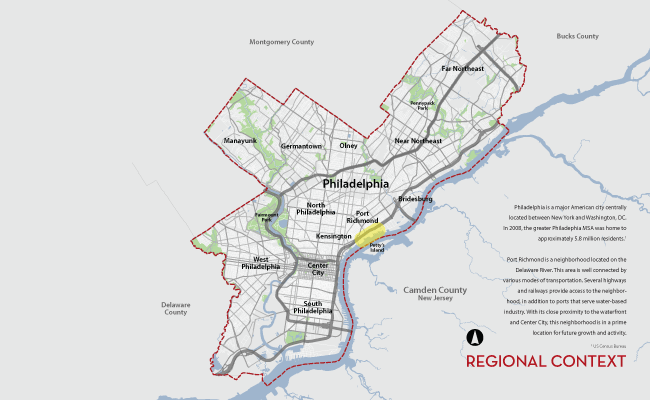 Montgomery County
Bucks County
Far Northeast
Pennypack
Park
Manayunk
Germantown
Olney
Near Northeast
Philadelphia
Bridesburg
North
Philadelphia
Port
Richmond
Fairmount
Park
Kensington
Petty's
Island
West
Philadelphia
Center
City
South
Philadelphia
Camden County
New Jersey
Delaware
County
Philadelphia is a major American city centrally
located between New York and Washington, DC.
In 2008, the greater Philadephia MSA was home to
approximately 5.8 million residents.¹
Port Richmond is a neighborhood located on the
Delaware River. This area is well connected by
various modes of transportation. Several highways
and railways provide access to the neighbor-
hood, in addition to ports that serve water-based
industry. With its close proximity to the waterfront
and Center City, this neighborhood is in a prime
location for future growth and activity.
¹ US Census Bureau
REGIONAL CONTEXT